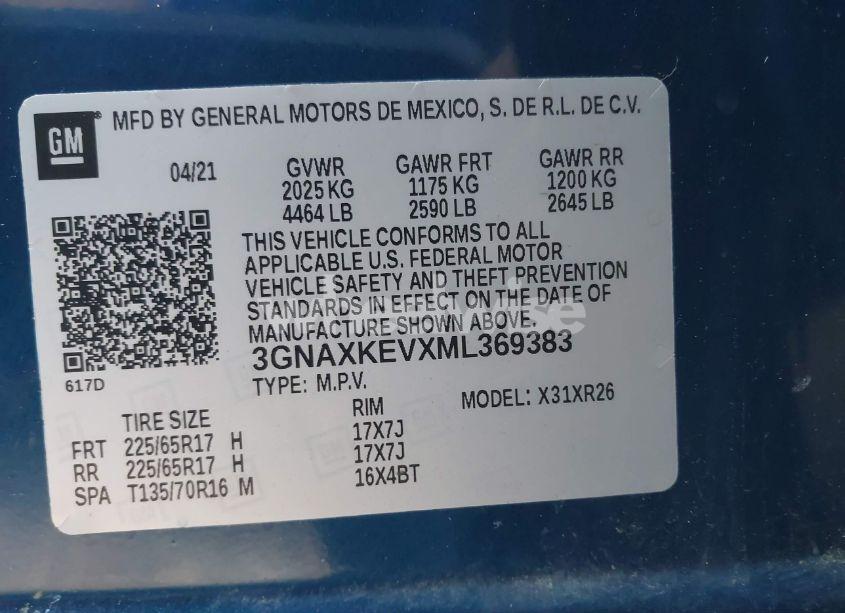 GM MFD BY GENERAL MOTORS DE MEXICO, S. DE R.L. DE C.V.
04/21 GVWR GAWR FRT GAWR RR
2025 KG 1175 KG 1200 KG
4464 LB 2590 LB 2645 LB
THIS VEHICLE CONFORMS TO ALL
APPLICABLE U.S. FEDERAL MOTOR
VEHICLE SAFETY AND THEFT PREVENTION
STANDARDS IN EFFECT ON THE DATE OF
MANUFACTURE SHOWN ABOVE.
3GNAXKEVXML369383
617D
TYPE: M.P.V. MODEL: X31XR26
TIRE SIZE RIM
FRT 225/65R17 H 17X7J
RR 225/65R17 H 17X7J
SPA T135/70R16 M 16X4BT